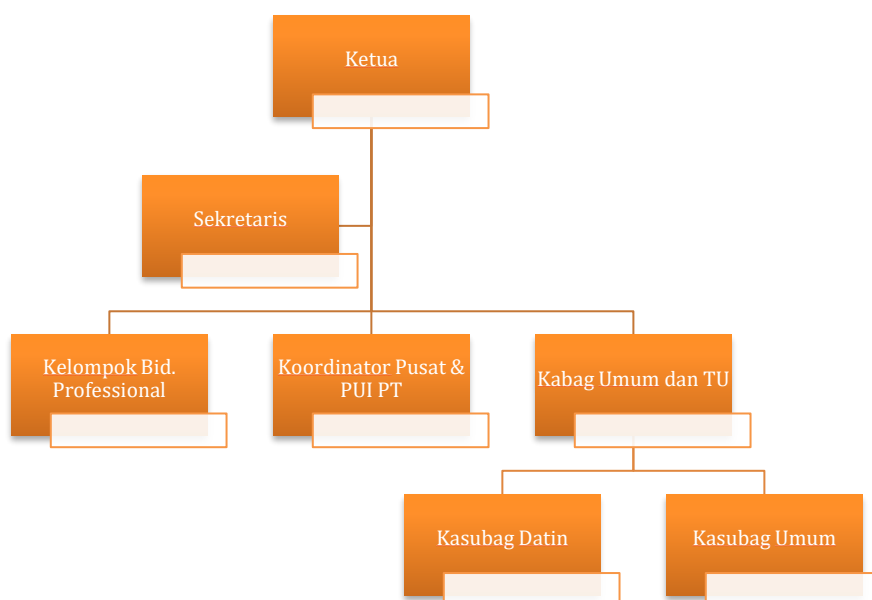 Ketua
Sekretaris
Kelompok Bid.
Professional
Koordinator Pusat &
PUI PT
Kabag Umum dan TU
Kasubag Datin
Kasubag Umum